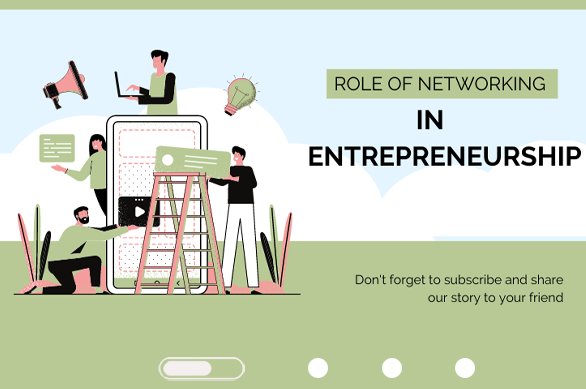 ROLE OF NETWORKING
IN
ENTREPRENEURSHIP
Don't forget to subscribe and share
our story to your friend